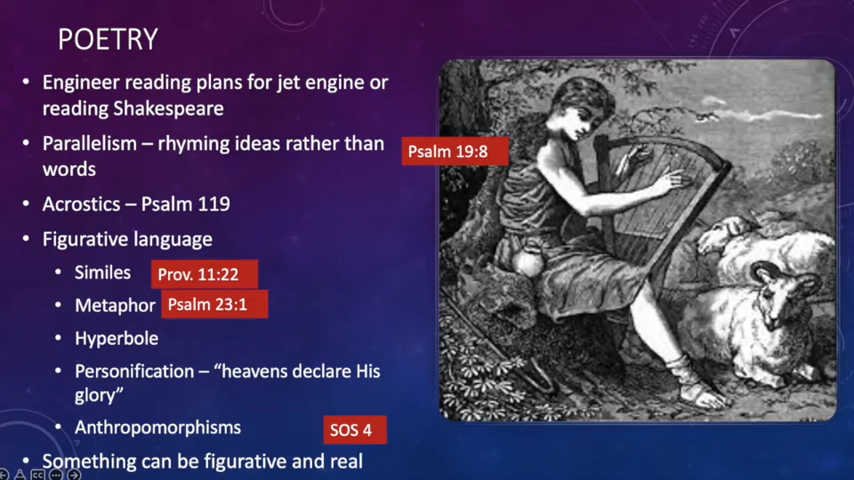 POETRY
• Engineer reading plans for jet engine or
reading Shakespeare
• Parallelism – rhyming ideas rather than
words
Psalm 19:8
• Acrostics – Psalm 119
• Figurative language
• Similes Prov. 11:22
• Metaphor Psalm 23:1
• Hyperbole
• Personification – “heavens declare His
glory”
• Anthropomorphisms SOS 4
• Something can be figurative and real